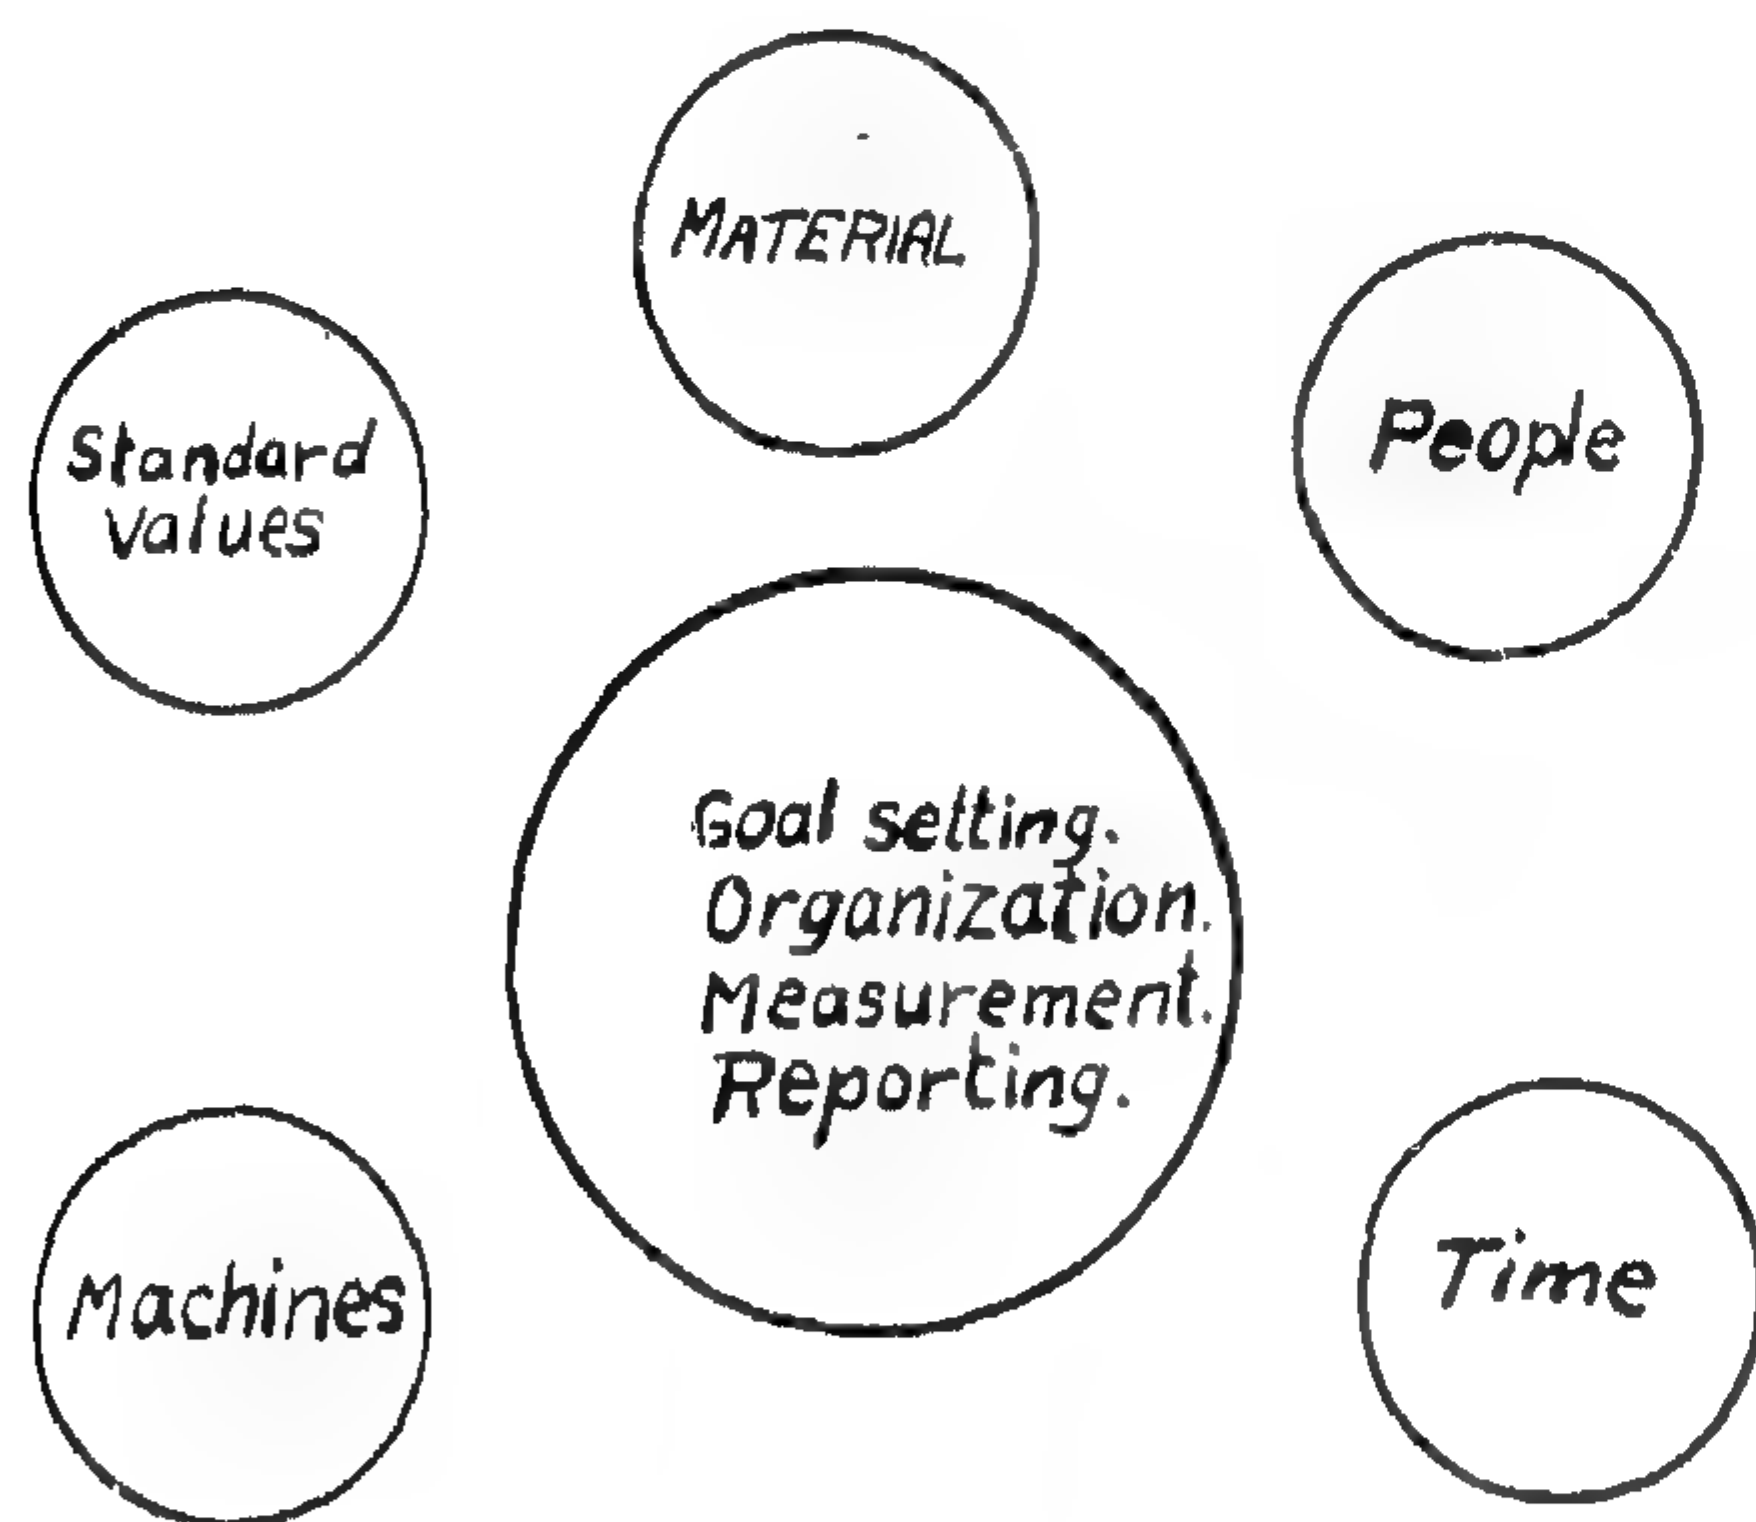 MATERIAL
People
Standard
values
Goal setting.
Organization.
Measurement.
Reporting.
Machines
Time